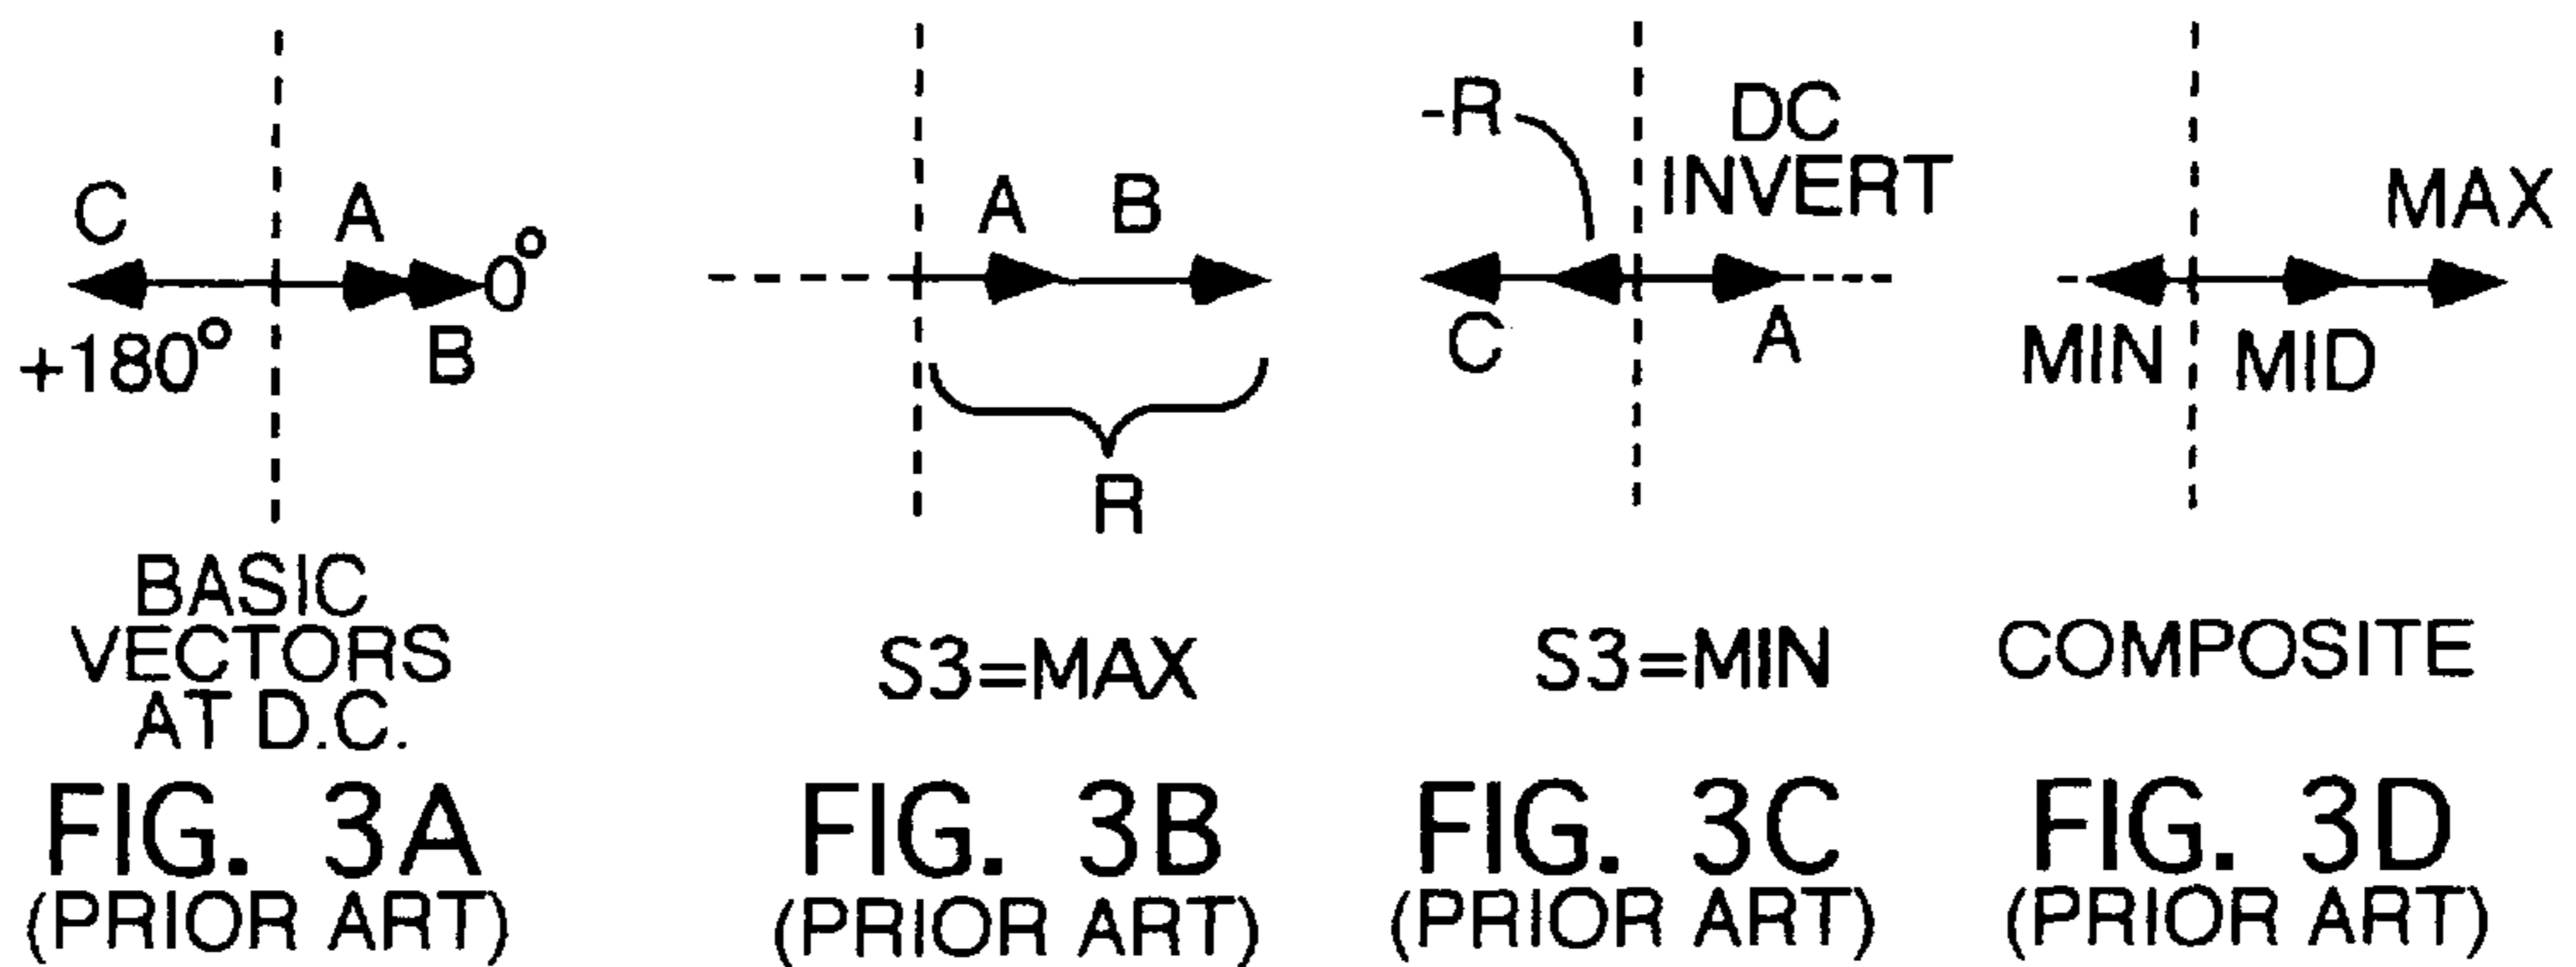 C
A
0°
+180°
B
BASIC
VECTORS
AT D.C.
FIG. 3A
(PRIOR ART)
A
B
R
S3=MAX
FIG. 3B
(PRIOR ART)
-R
DC
INVERT
C
A
S3=MIN
FIG. 3C
(PRIOR ART)
MAX
MIN
MID
COMPOSITE
FIG. 3D
(PRIOR ART)